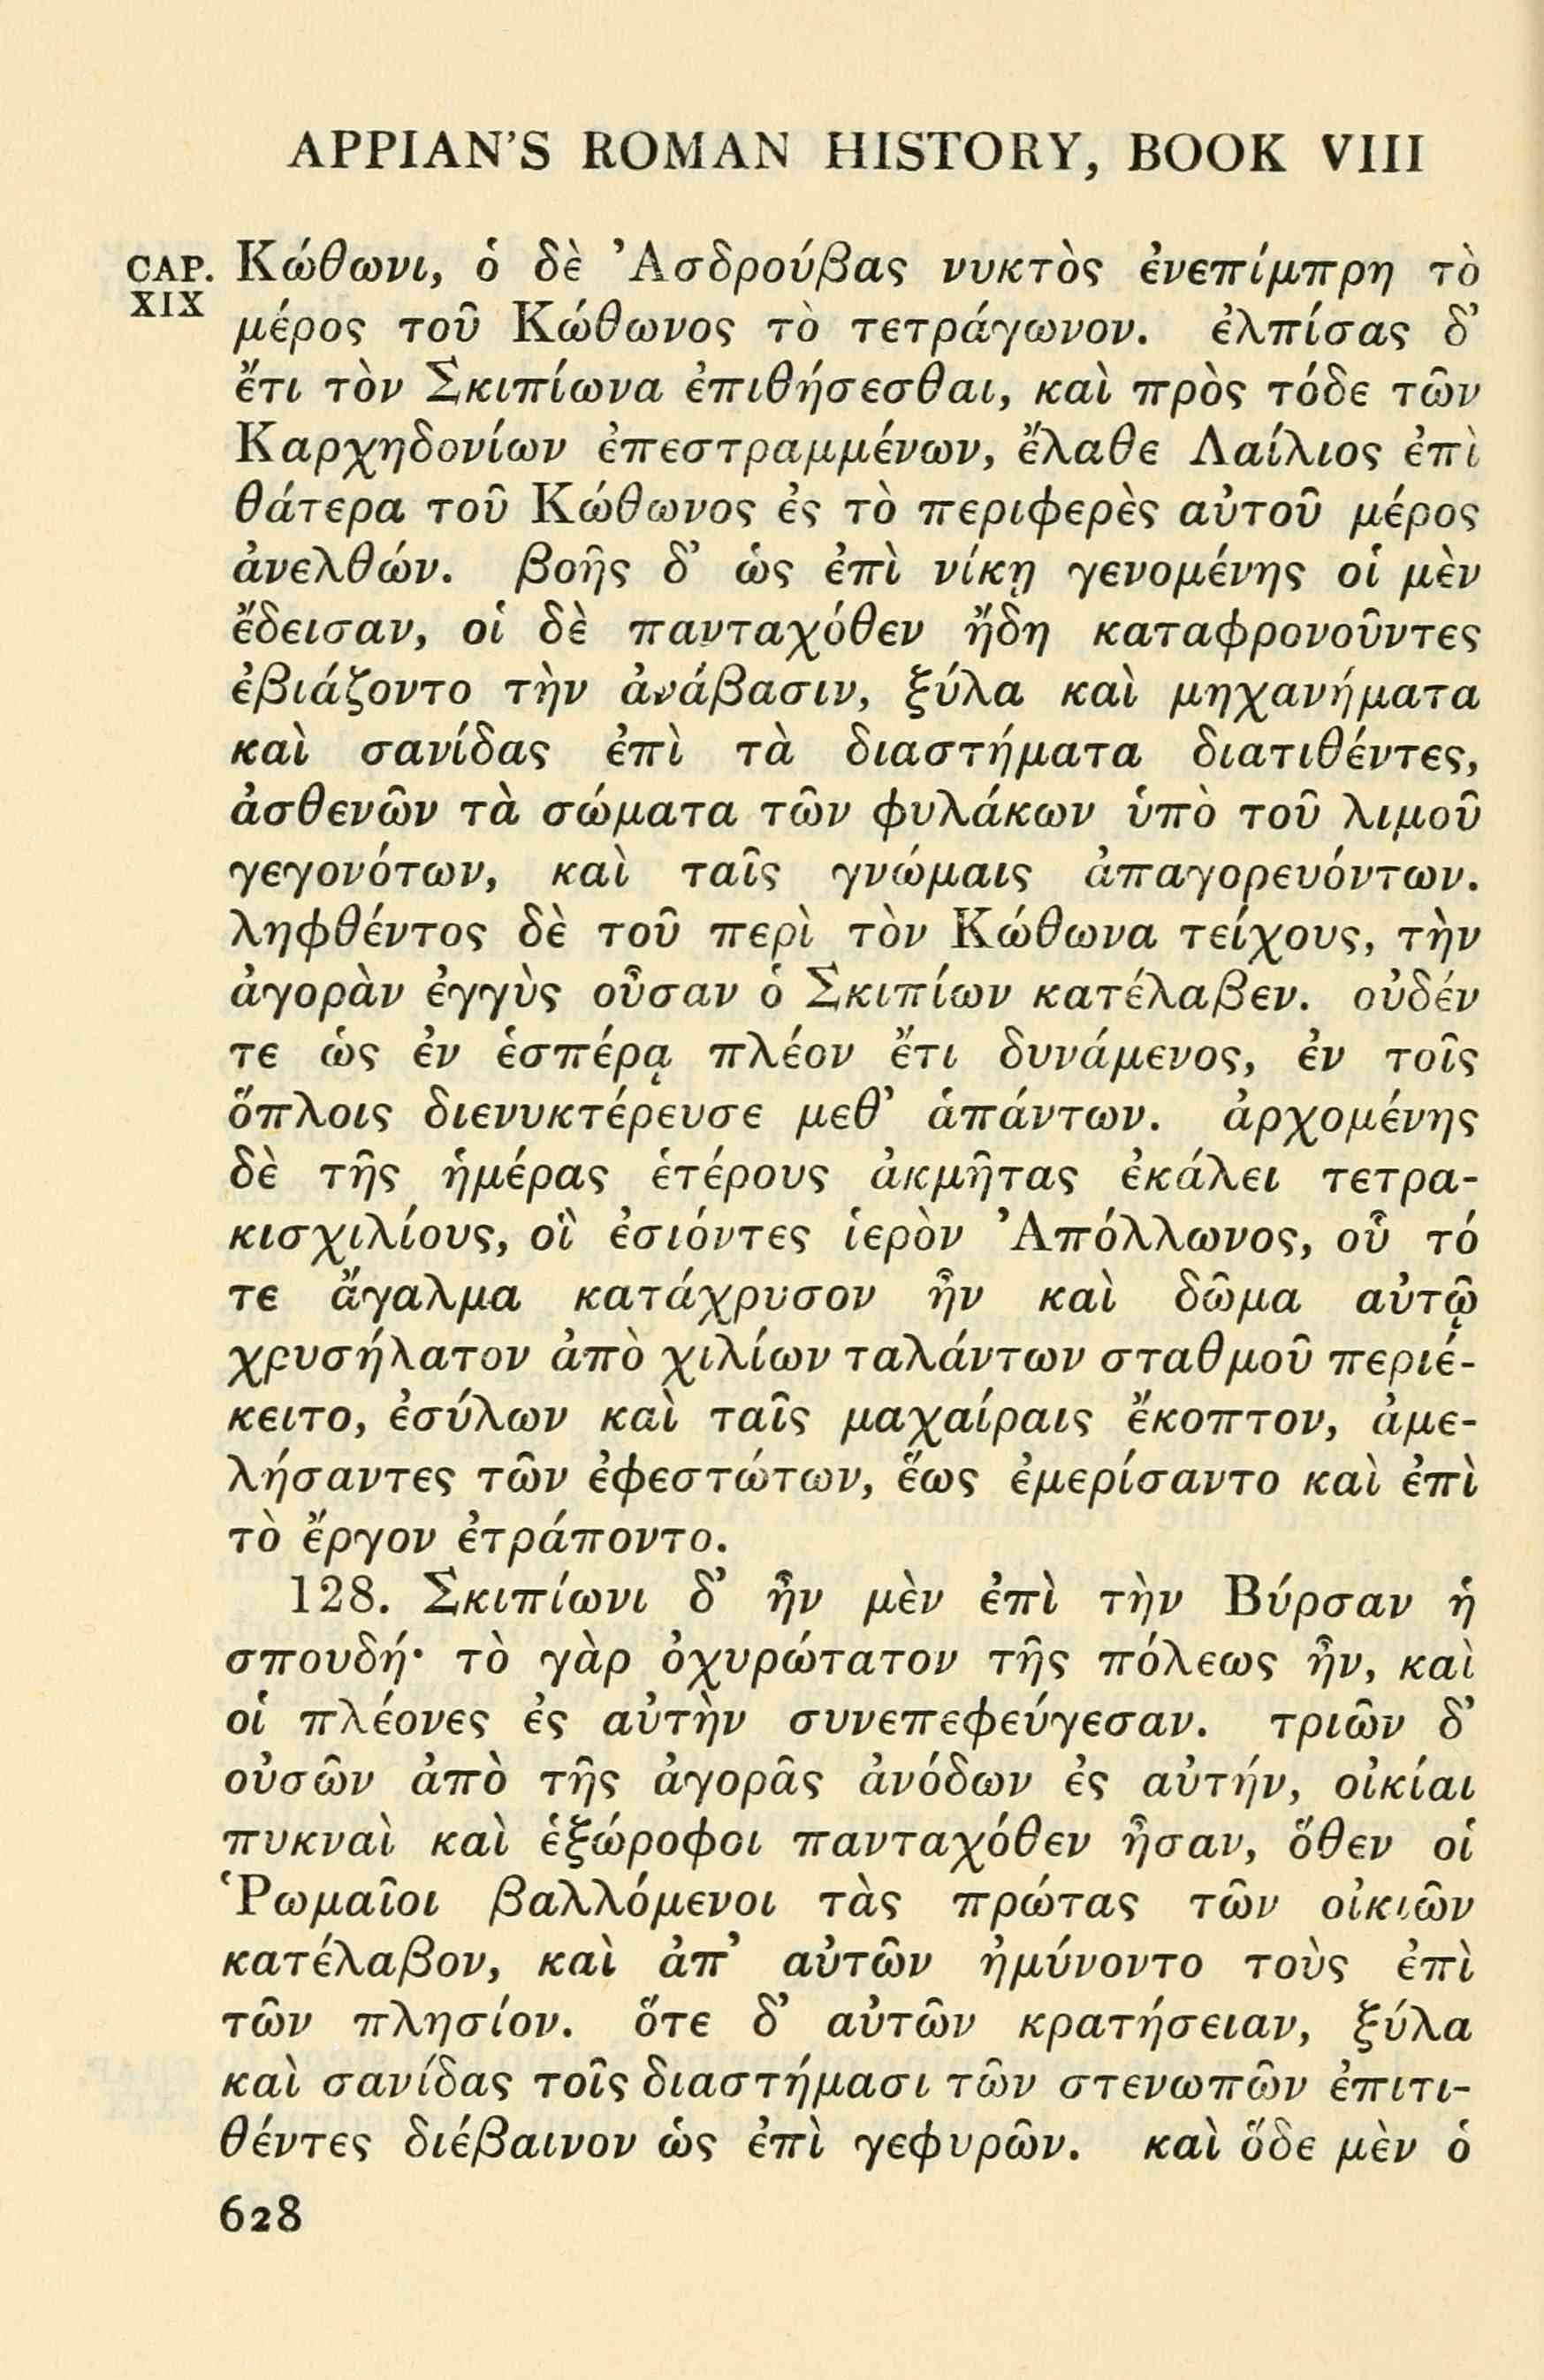 APPIAN'S ROMAN HISTORY, BOOK VIII
CAP. XIX
Κώθωνι, ὁ δὲ Ἀσδρούβας νυκτὸς ἐνεπίμπρη τὸ
μέρος τοῦ Κώθωνος τὸ τετράγωνον. ἐλπίσας δ'
ἔτι τὸν Σκιπίωνα ἐπιθήσεσθαι, καὶ πρὸς τόδε τῶν
Καρχηδονίων ἐπεστραμμένων, ἔλαθε Λαίλιος ἐπὶ
θάτερα τοῦ Κώθωνος ἐς τὸ περιφερὲς αὐτοῦ μέρος
ἀνελθών. βοῆς δ' ὡς ἐπὶ νίκῃ γενομένης οἱ μὲν
ἔδεισαν, οἱ δὲ πανταχόθεν ἤδη καταφρονοῦντες
ἐβιάζοντο τὴν ἀνάβασιν, ξύλα καὶ μηχανήματα
καὶ σανίδας ἐπὶ τὰ διαστήματα διατιθέντες,
ἀσθενῶν τὰ σώματα τῶν φυλάκων ὑπὸ τοῦ λιμοῦ
γεγονότων, καὶ ταῖς γνώμαις ἀπαγορευόντων.
ληφθέντος δὲ τοῦ περὶ τὸν Κώθωνα τείχους, τὴν
ἀγορὰν ἐγγὺς οὖσαν ὁ Σκιπίων κατέλαβεν. οὐδέν
τε ὡς ἐν ἑσπέρᾳ πλέον ἔτι δυνάμενος, ἐν τοῖς
ὅπλοις διενυκτέρευσε μεθ' ἁπάντων. ἀρχομένης
δὲ τῆς ἡμέρας ἑτέρους ἀκμῆτας ἐκάλει τετρα-
κισχιλίους, οἳ ἐσιόντες ἱερὸν Ἀπόλλωνος, οὗ τό
τε ἄγαλμα κατάχρυσον ἦν καὶ δῶμα αὐτῷ
χρυσήλατον ἀπὸ χιλίων ταλάντων σταθμοῦ περιέ-
κειτο, ἐσύλων καὶ ταῖς μαχαίραις ἔκοπτον, ἀμε-
λήσαντες τῶν ἐφεστώτων, ἕως ἐμερίσαντο καὶ ἐπὶ
τὸ ἔργον ἐτράποντο.
128. Σκιπίωνι δ' ἦν μὲν ἐπὶ τὴν Βύρσαν ἡ
σπουδή· τὸ γὰρ ὀχυρώτατον τῆς πόλεως ἦν, καὶ
οἱ πλέονες ἐς αὐτὴν συνεπεφεύγεσαν. τριῶν δ'
οὐσῶν ἀπὸ τῆς ἀγορᾶς ἀνόδων ἐς αὐτήν, οἰκίαι
πυκναὶ καὶ ἑξώροφοι πανταχόθεν ἦσαν, ὅθεν οἱ
Ῥωμαῖοι βαλλόμενοι τὰς πρώτας τῶν οἰκιῶν
κατέλαβον, καὶ ἀπ' αὐτῶν ἠμύνοντο τοὺς ἐπὶ
τῶν πλησίον. ὅτε δ' αὐτῶν κρατήσειαν, ξύλα
καὶ σανίδας τοῖς διαστήμασι τῶν στενωπῶν ἐπιτι-
θέντες διέβαινον ὡς ἐπὶ γεφυρῶν. καὶ ὅδε μὲν ὁ
628